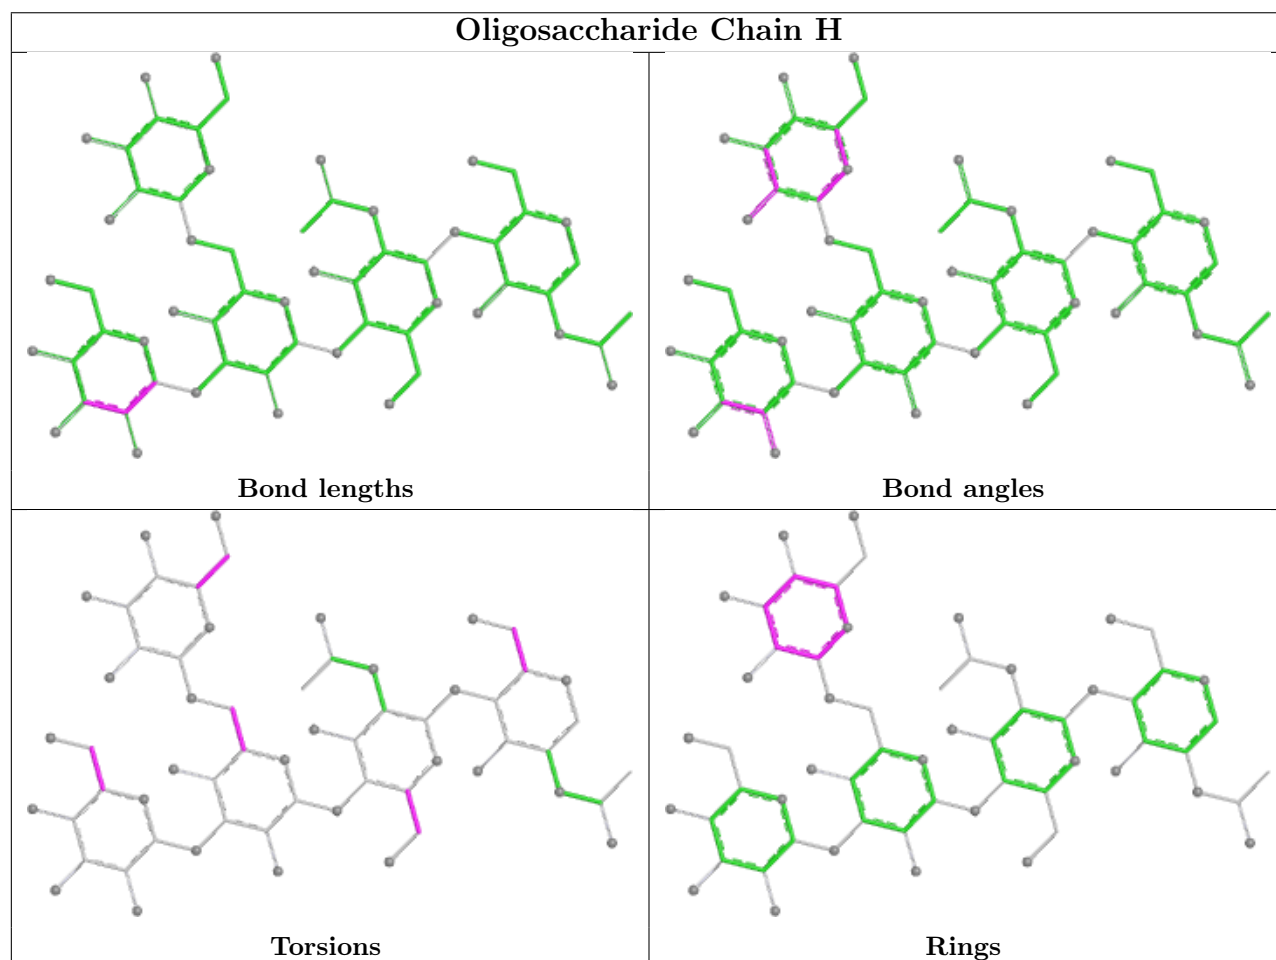 Oligosaccharide Chain H
Bond lengths
Bond angles
Torsions
Rings